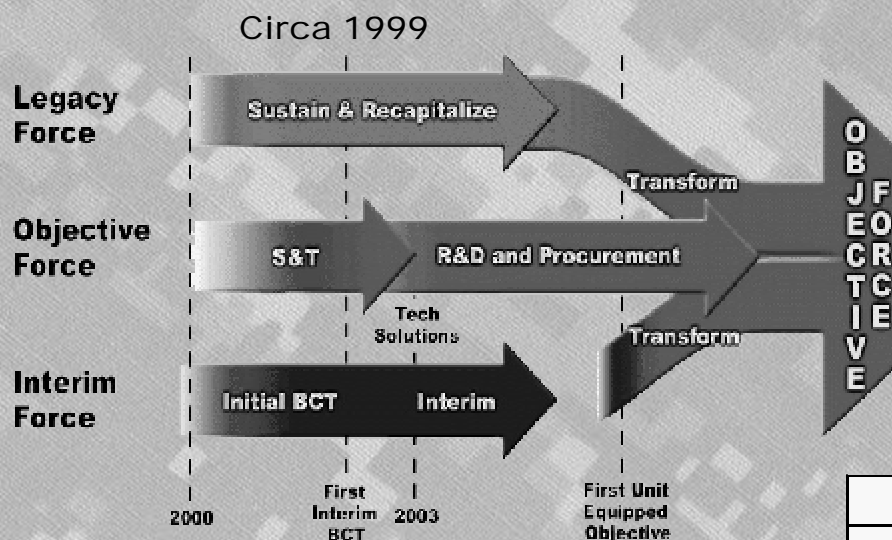 Circa 1999
Legacy
Force
Sustain & Recapitalize
Transform
Objective
Force
S&T
R&D and Procurement
Tech
Solutions
Transform
Interim
Force
Initial BCT
Interim
OBJECTIVE
FORCE
2000
First
Interim
BCT
2003
First Unit
Equipped
Objective